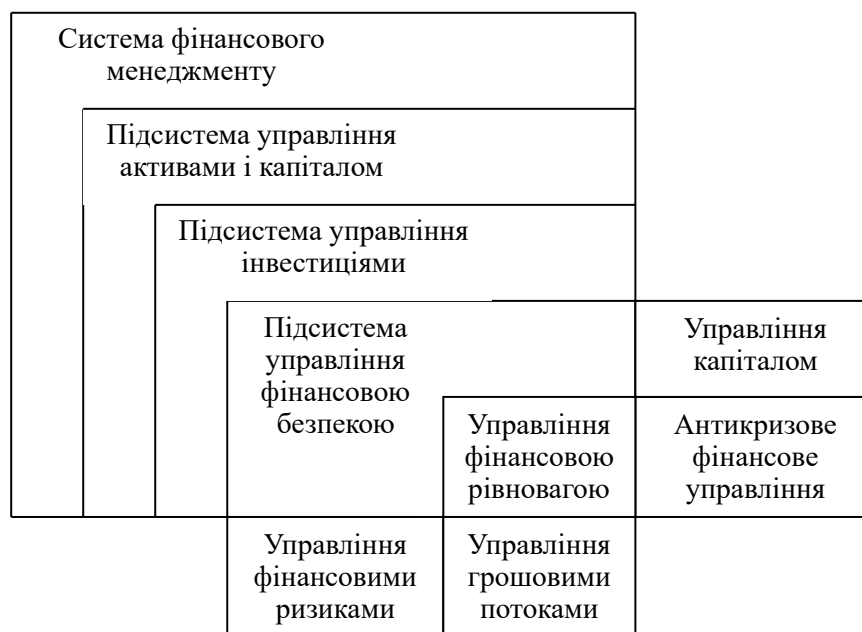 Система фінансового
менеджменту
Підсистема управління
активами і капіталом
Підсистема управління
інвестиціями
Підсистема
управління
фінансовою
безпекою
Управління
капіталом
Управління
фінансовою
рівновагою
Антикризове
фінансове
управління
Управління
фінансовими
ризиками
Управління
грошовими
потоками